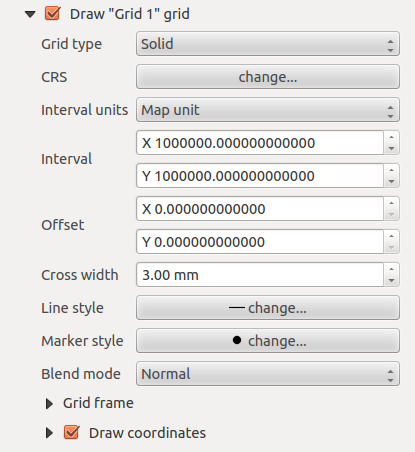 Draw "Grid 1" grid
Grid type Solid
CRS change...
Interval units Map unit
Interval
X 1000000.000000000000
Y 1000000.000000000000
Offset
X 0.000000000000
Y 0.000000000000
Cross width 3.00 mm
Line style change...
Marker style change...
Blend mode Normal
Grid frame
Draw coordinates